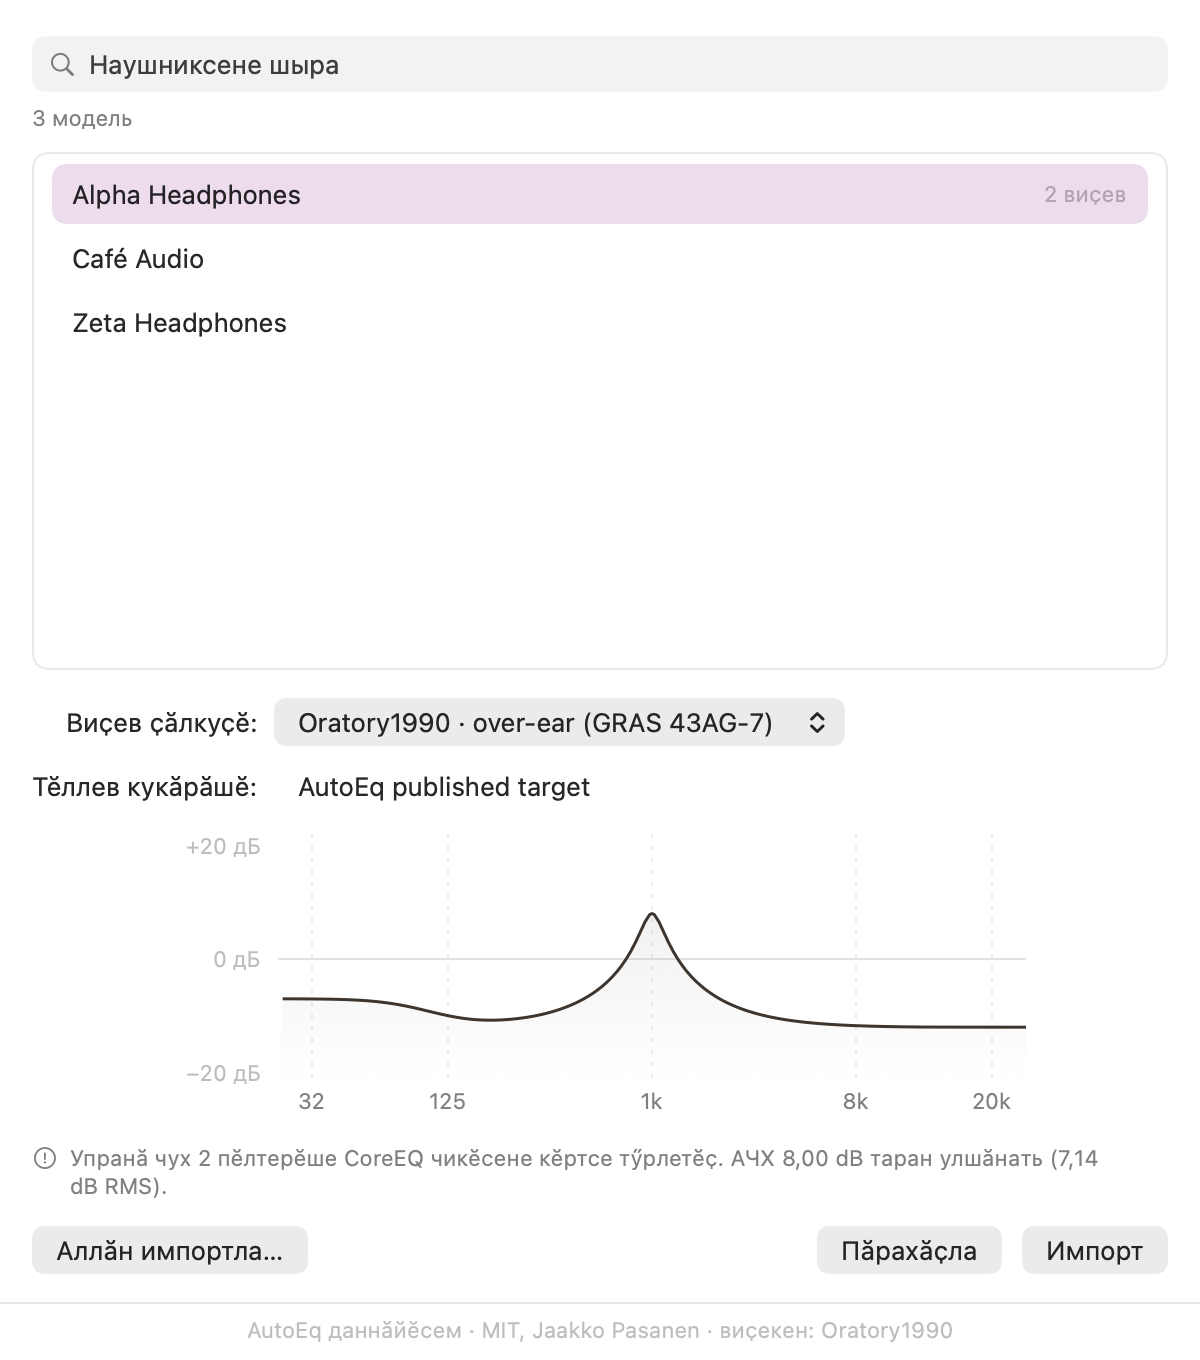 Наушниксене шыра
3 модель
Alpha Headphones 2 виҫев
Café Audio
Zeta Headphones
Виҫев ҫӑлкуҫӗ: Oratory1990 · over-ear (GRAS 43AG-7)
Тӗллев кукӑрӑшӗ: AutoEq published target
+20 дБ
0 дБ
−20 дБ
32 125 1k 8k 20k
Упранӑ чух 2 пӗлтерӗше CoreEQ чикӗсене кӗртсе тӳрлетӗҫ. АЧХ 8,00 dB таран улшӑнать (7,14
dB RMS).
Аллӑн импортла... Пӑрахӑҫла Импорт
AutoEq даннӑйӗсем · MIT, Jaakko Pasanen · виҫекен: Oratory1990